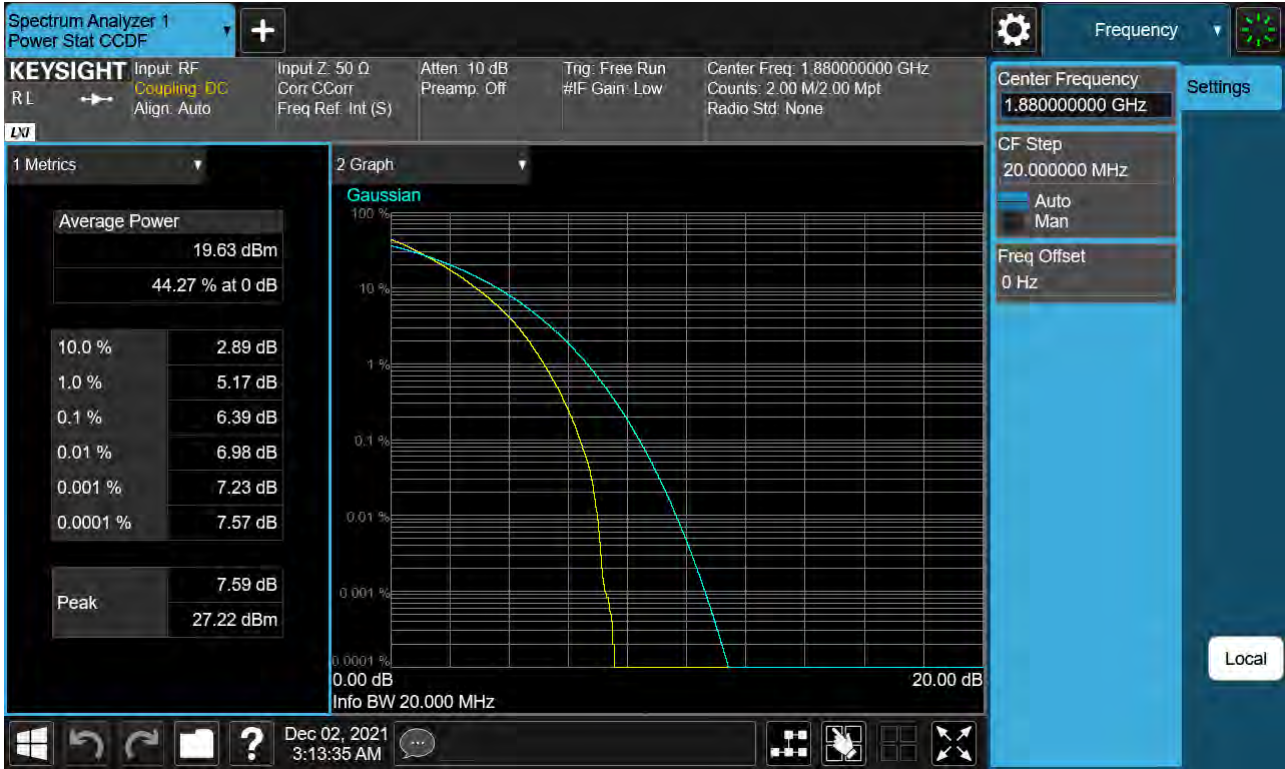 Spectrum Analyzer 1
Power Stat CCDF
Frequency
KEYSIGHT
R L
LXI
Input: RF
Coupling: DC
Align: Auto
Input Z: 50 Ω
Corr CCorr
Freq Ref: Int (S)
Atten: 10 dB
Preamp: Off
Trig: Free Run
#IF Gain: Low
Center Freq: 1.880000000 GHz
Counts: 2.00 M/2.00 Mpt
Radio Std: None
Center Frequency
1.880000000 GHz
Settings
CF Step
20.000000 MHz
Auto
Man
Freq Offset
0 Hz
1 Metrics
Average Power
19.63 dBm
44.27 % at 0 dB
10.0 % 2.89 dB
1.0 % 5.17 dB
0.1 % 6.39 dB
0.01 % 6.98 dB
0.001 % 7.23 dB
0.0001 % 7.57 dB
Peak
7.59 dB
27.22 dBm
2 Graph
Gaussian
100 %
10 %
1 %
0.1 %
0.01 %
0.001 %
0.0001 %
0.00 dB 20.00 dB
Info BW 20.000 MHz
Local
?
Dec 02, 2021
3:13:35 AM